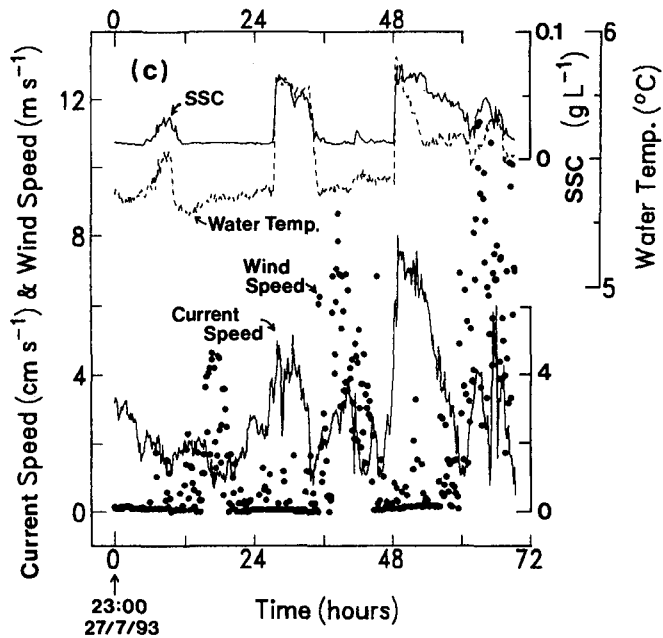 0 24 48
(c)
SSC
Water Temp.
Wind
Speed
Current
Speed
Current Speed (cm s⁻¹) & Wind Speed (m s⁻¹)
12
8
4
0
0.1
0
SSC (g L⁻¹)
6
5
Water Temp. (°C)
4
0
0 24 48 72
23:00
27/7/93
Time (hours)